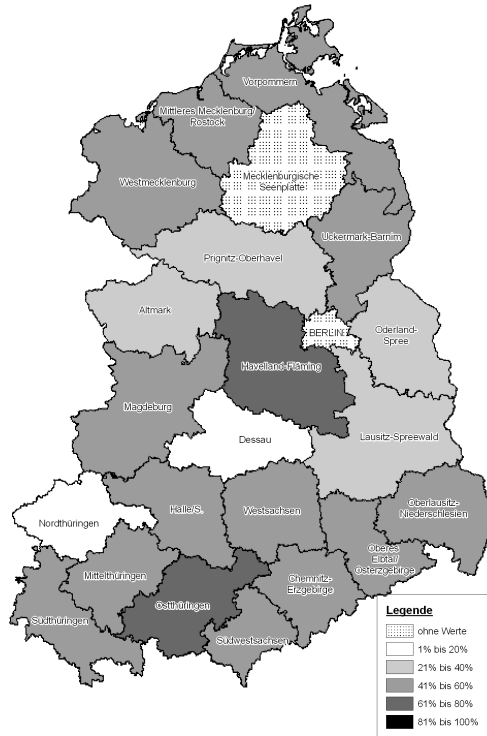 Vorpommern
Mittleres Mecklenburg/
Rostock
Mecklenburgische
Seenplatte
Westmecklenburg
Uckermark-Barnim
Prignitz-Oberhavel
Altmark
BERLIN
Oderland-
Spree
Havelland-Fläming
Magdeburg
Dessau
Lausitz-Spreewald
Halle/S.
Westsachsen
Oberlausitz-
Niederschlesien
Nordthüringen
Oberes
Elbtal/
Osterzgebirge
Mittelthüringen
Chemnitz-
Erzgebirge
Ostthüringen
Südthüringen
Südwestsachsen
Legende
ohne Werte
1% bis 20%
21% bis 40%
41% bis 60%
61% bis 80%
81% bis 100%